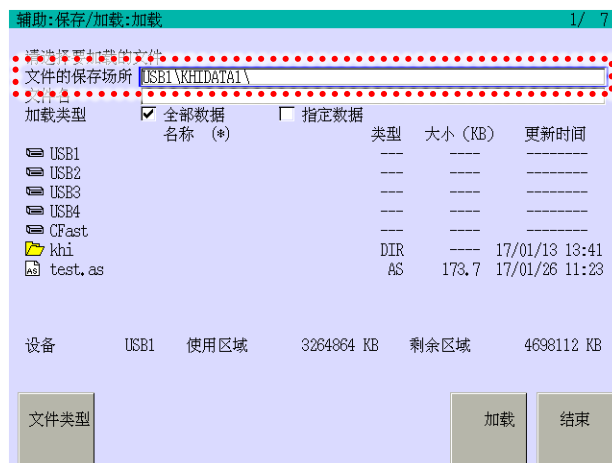 辅助:保存/加载:加载 1/ 7
请选择要加载的文件
文件的保存场所 USB1\KHIDATA1\
文件名
加载类型 全部数据 指定数据
名称 (*) 类型 大小 (KB) 更新时间
USB1 --- ---- --------
USB2 --- ---- --------
USB3 --- ---- --------
USB4 --- ---- --------
CFast --- ---- --------
khi DIR ---- 17/01/13 13:41
AS test.as AS 173.7 17/01/26 11:23
设备 USB1 使用区域 3264864 KB 剩余区域 4698112 KB
文件类型 加载 结束